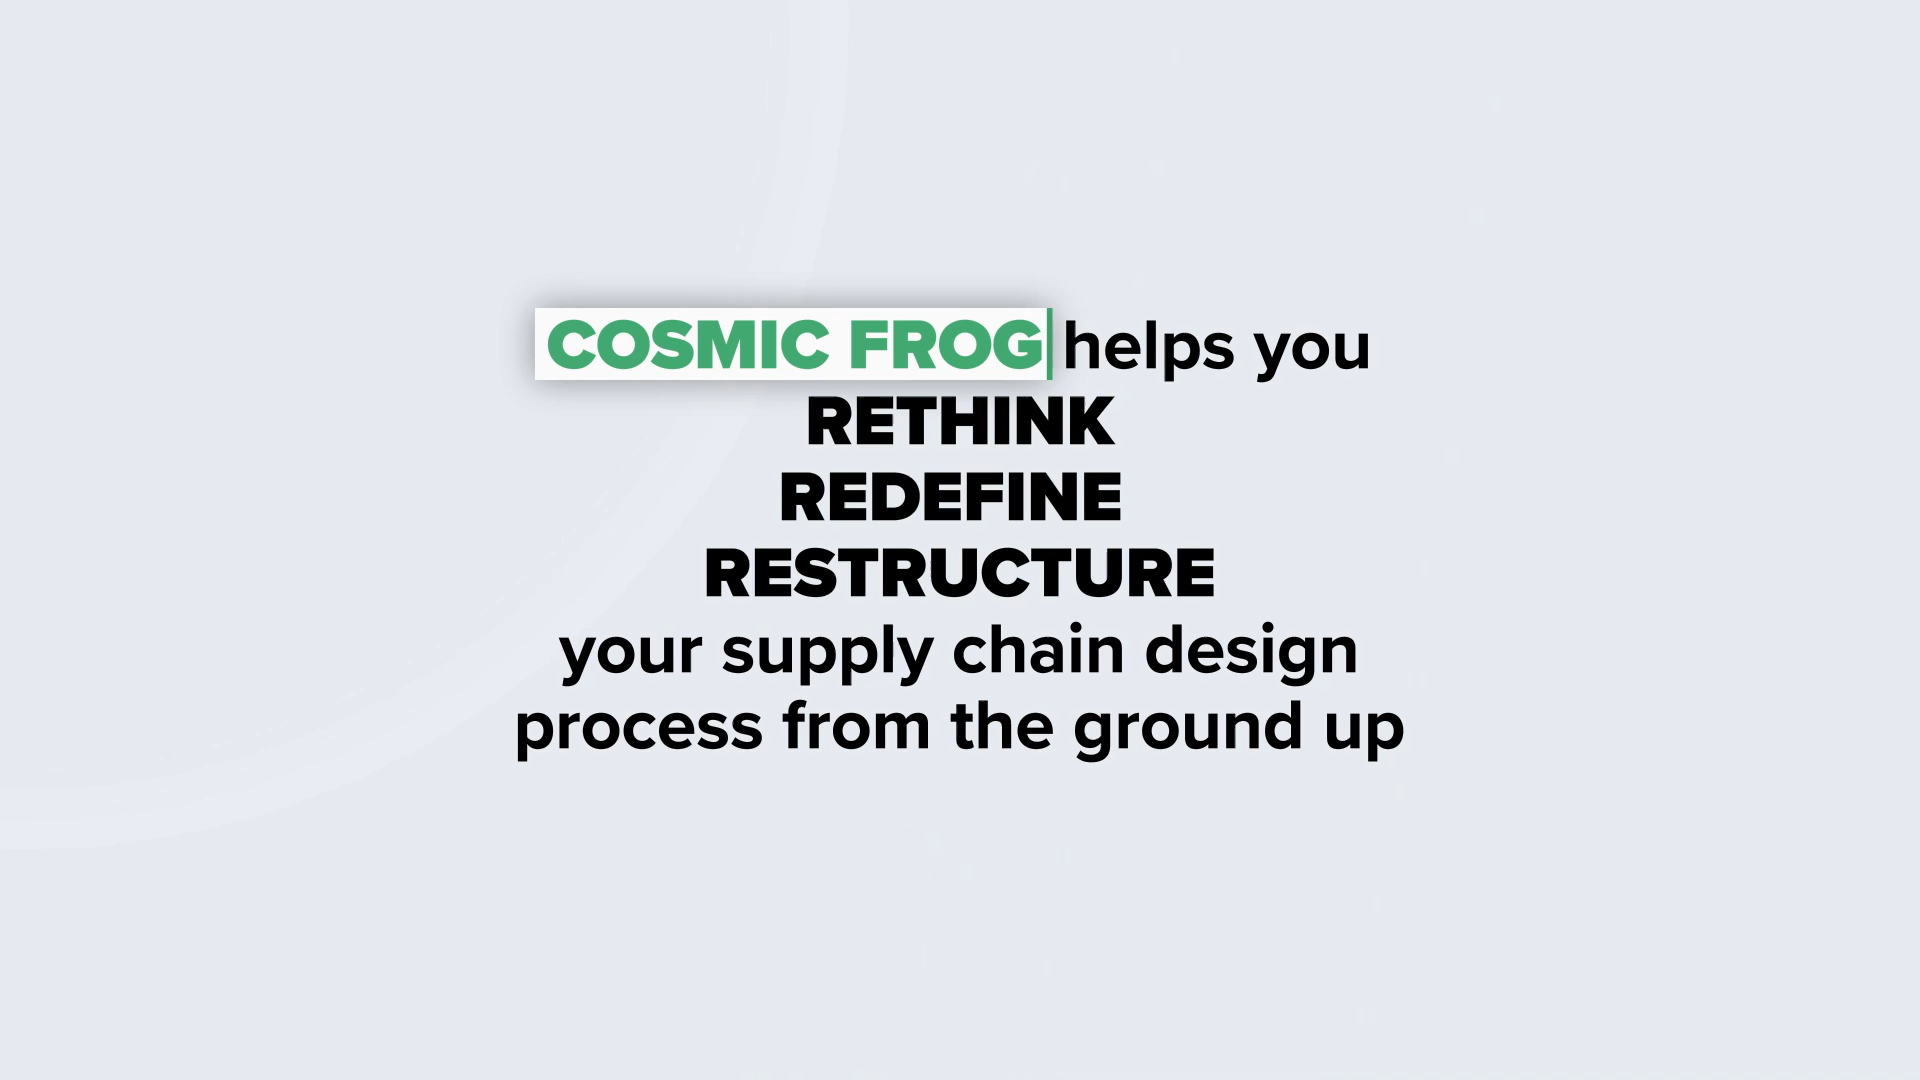 COSMIC FROG helps you
RETHINK
REDEFINE
RESTRUCTURE
your supply chain design
process from the ground up